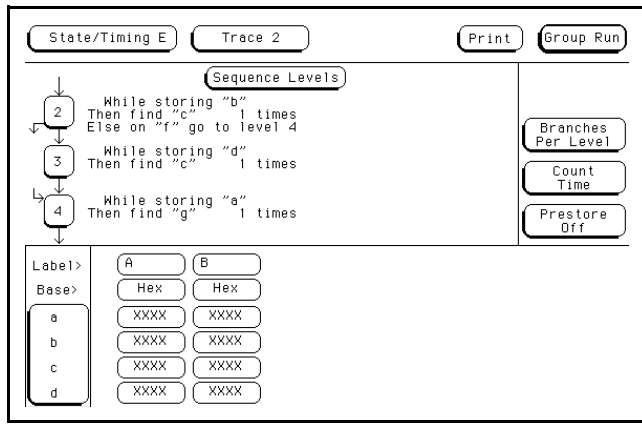 State/Timing E Trace 2 Print Group Run
Sequence Levels
2 While storing "b"
Then find "c" 1 times
Else on "f" go to level 4
3 While storing "d"
Then find "c" 1 times
4 While storing "a"
Then find "g" 1 times
Branches
Per Level
Count
Time
Prestore
Off
Label> A B
Base> Hex Hex
a XXXX XXXX
b XXXX XXXX
c XXXX XXXX
d XXXX XXXX